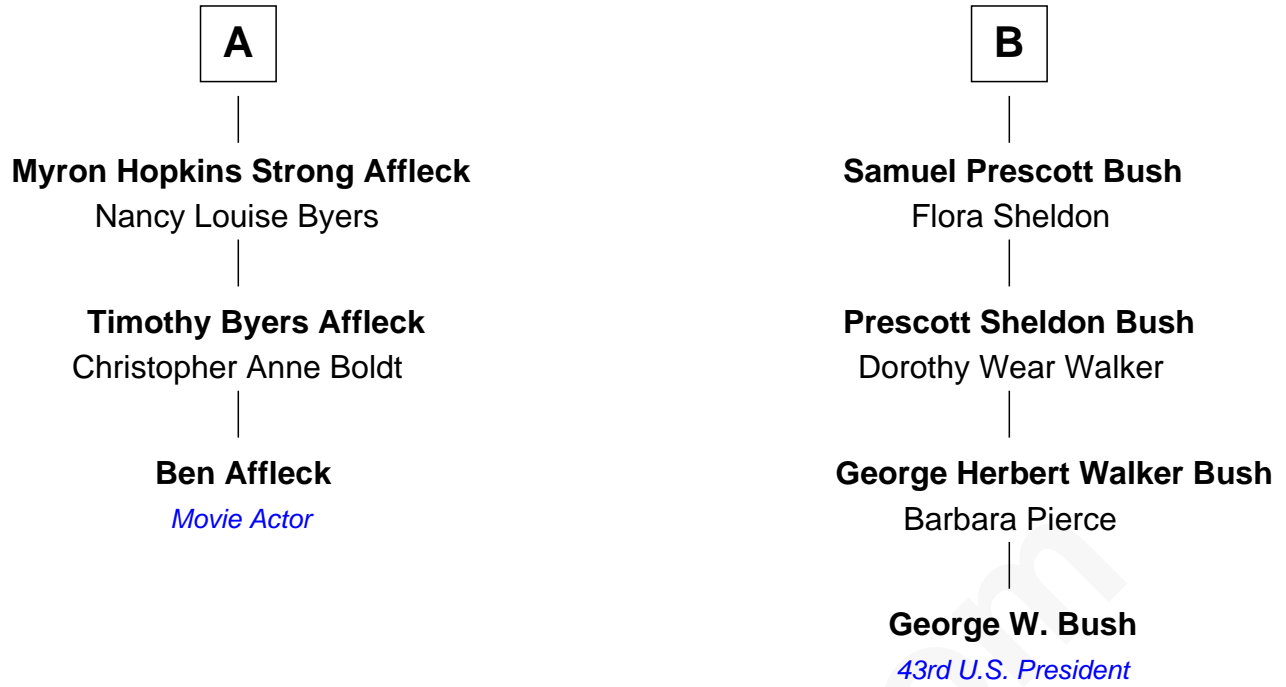 A
Myron Hopkins Strong Affleck
Nancy Louise Byers
Timothy Byers Affleck
Christopher Anne Boldt
Ben Affleck
Movie Actor
B
Samuel Prescott Bush
Flora Sheldon
Prescott Sheldon Bush
Dorothy Wear Walker
George Herbert Walker Bush
Barbara Pierce
George W. Bush
43rd U.S. President